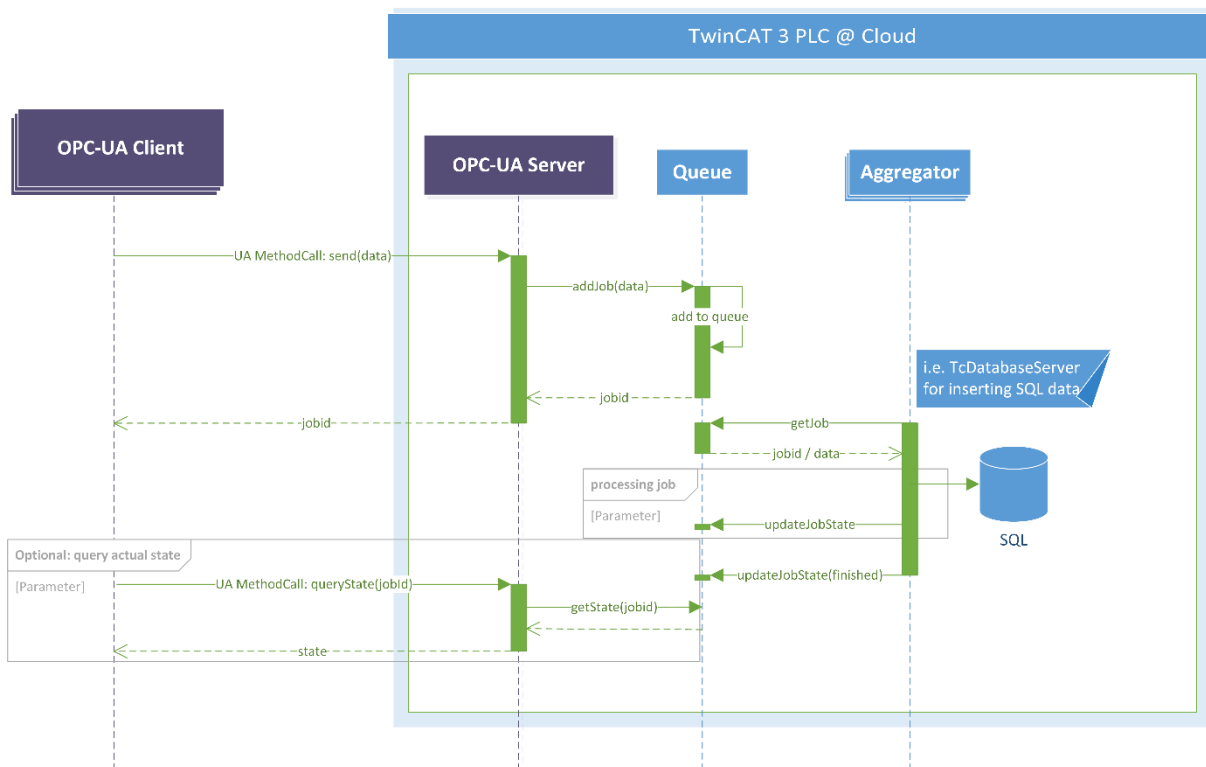 TwinCAT 3 PLC @ Cloud
OPC-UA Client
OPC-UA Server
Queue
Aggregator
UA MethodCall: send(data)
addJob(data)
add to queue
i.e. TcDatabaseServer
for inserting SQL data
jobid
jobid
getJob
jobid / data
processing job
[Parameter]
updateJobState
SQL
Optional: query actual state
[Parameter]
UA MethodCall: queryState(jobId)
updateJobState(finished)
getState(jobid)
state